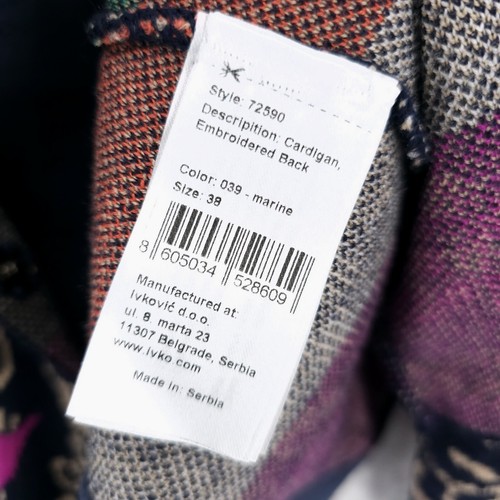 Style: 72590
Descripition: Cardigan,
Embroidered Back
Color: 039 - marine
Size: 38
8 605034 528609
Manufactured at:
Ivković d.o.o.
ul. 8. marta 23
11307 Belgrade, Serbia
www.ivko.com
Made in: Serbia